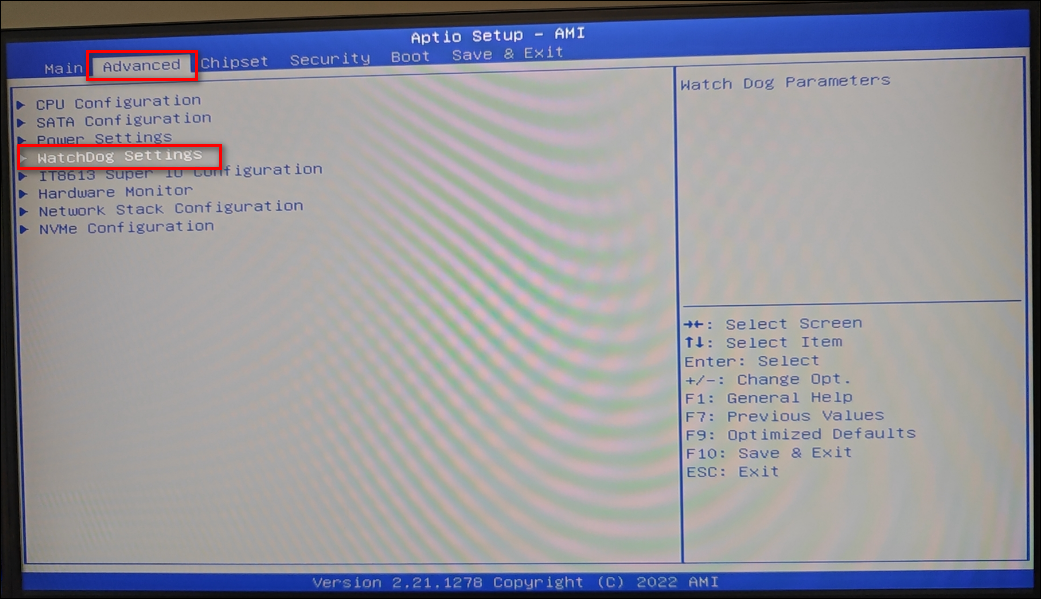 Aptio Setup - AMI
Main Advanced Chipset Security Boot Save & Exit
▶ CPU Configuration
▶ SATA Configuration
▶ Power Settings
▶ WatchDog Settings
▶ IT8613 Super IO Configuration
▶ Hardware Monitor
▶ Network Stack Configuration
▶ NVMe Configuration
Watch Dog Parameters
→←: Select Screen
↑↓: Select Item
Enter: Select
+/-: Change Opt.
F1: General Help
F7: Previous Values
F9: Optimized Defaults
F10: Save & Exit
ESC: Exit
Version 2.21.1278 Copyright (C) 2022 AMI